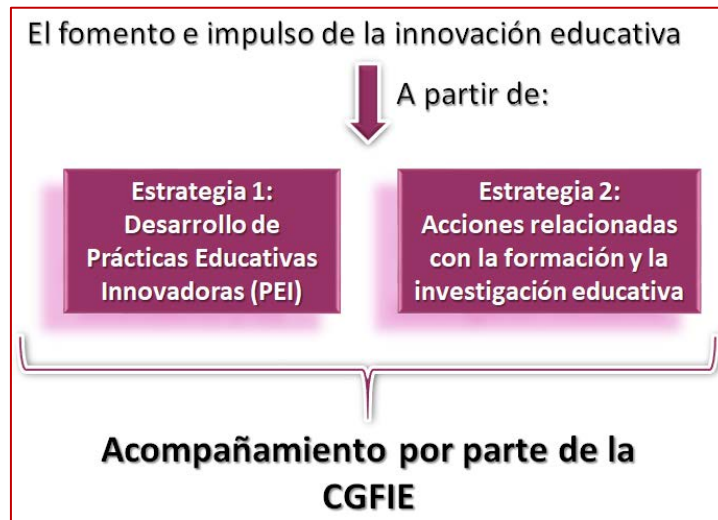 El fomento e impulso de la innovación educativa
A partir de:
Estrategia 1:
Desarrollo de
Prácticas Educativas
Innovadoras (PEI)
Estrategia 2:
Acciones relacionadas
con la formación y la
investigación educativa
Acompañamiento por parte de la
CGFIE